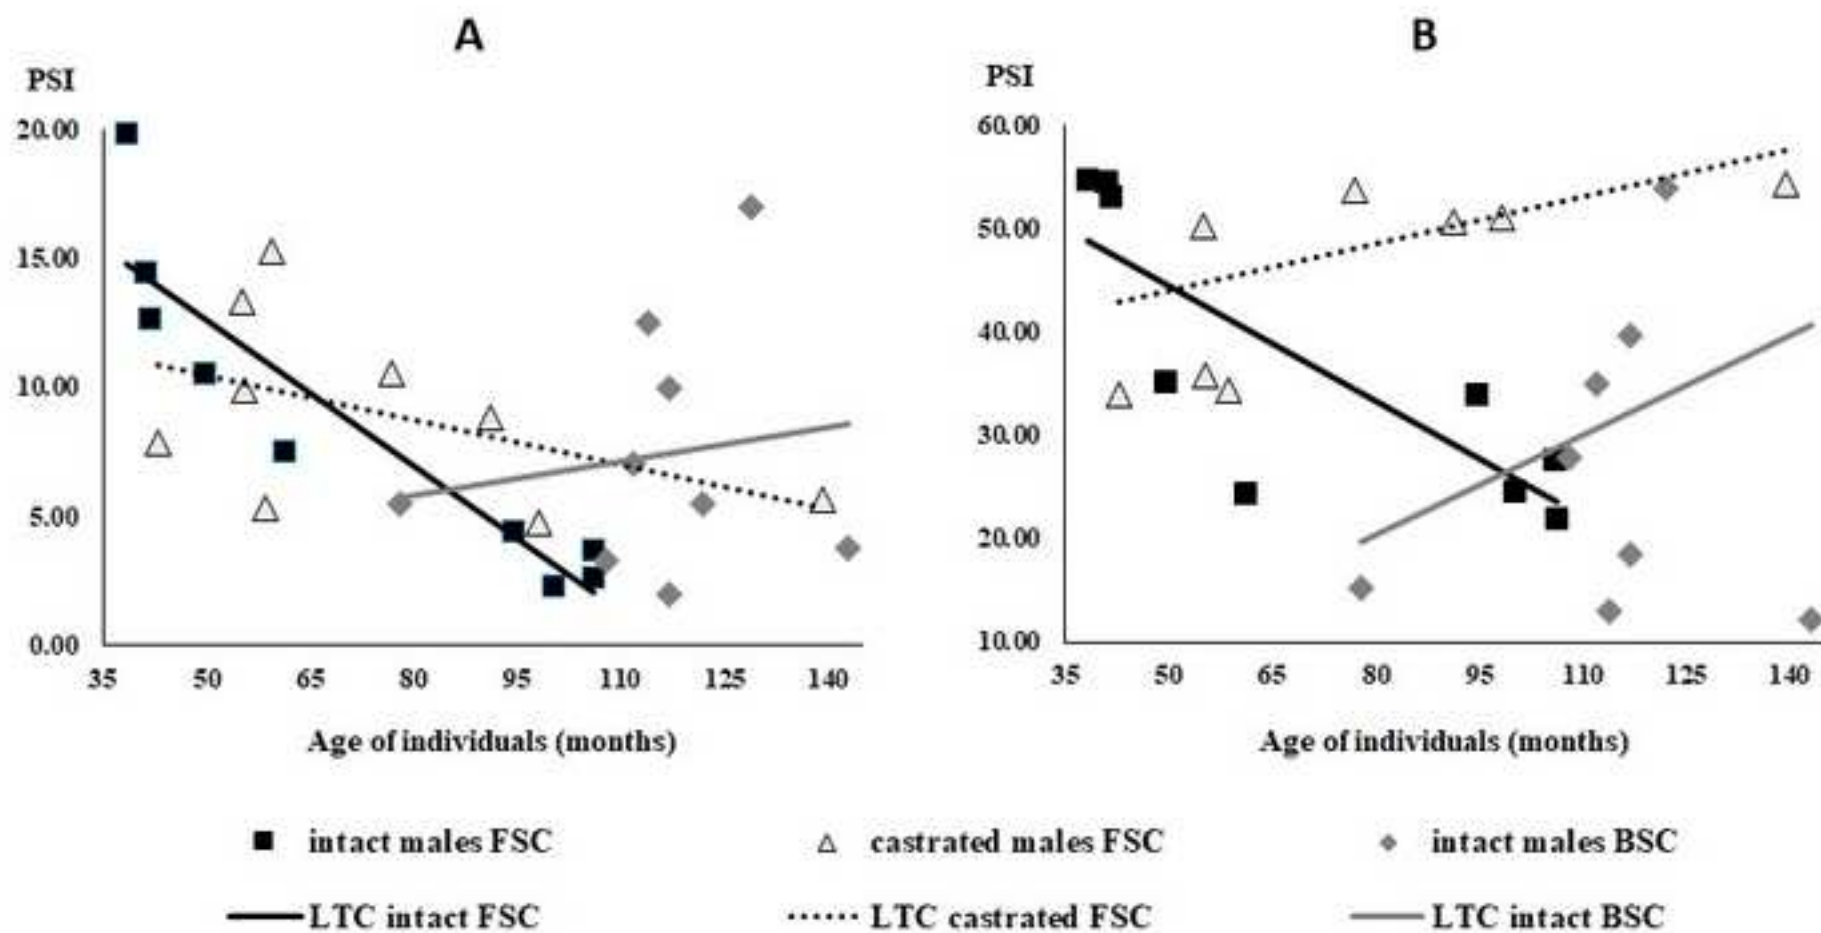 A
B
PSI
PSI
20.00
15.00
10.00
5.00
0.00
35 50 65 80 95 110 125 140
Age of individuals (months)
60.00
50.00
40.00
30.00
20.00
10.00
35 50 65 80 95 110 125 140
Age of individuals (months)
intact males FSC castrated males FSC intact males BSC
LTC intact FSC LTC castrated FSC LTC intact BSC